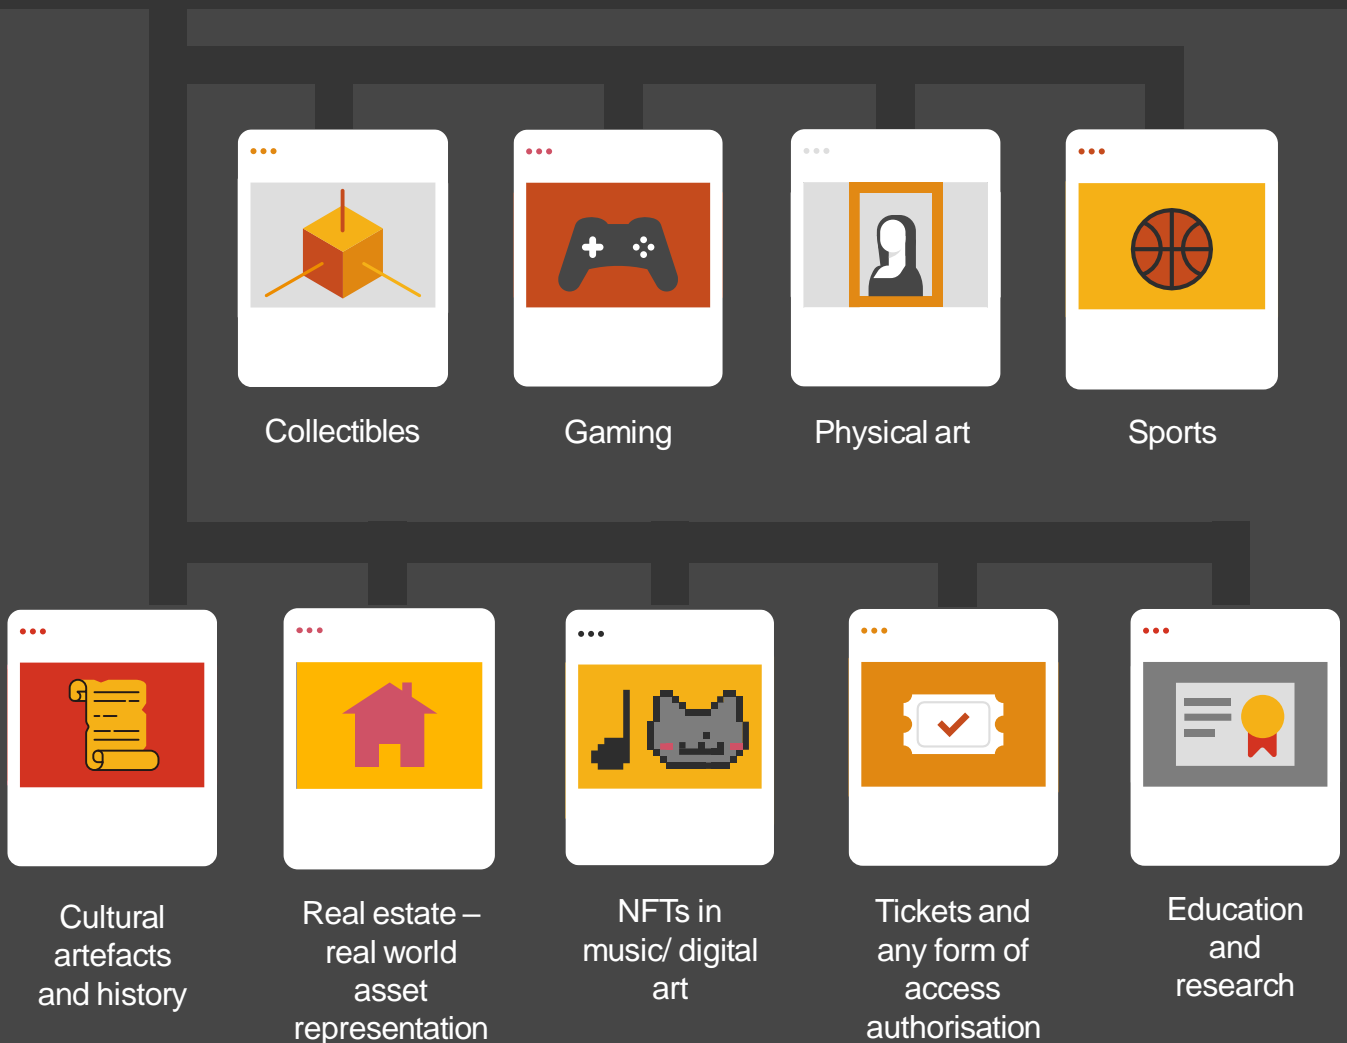 Collectibles
Gaming
Physical art
Sports
Cultural
artefacts
and history
Real estate –
real world
asset
representation
NFTs in
music/ digital
art
Tickets and
any form of
access
authorisation
Education
and
research